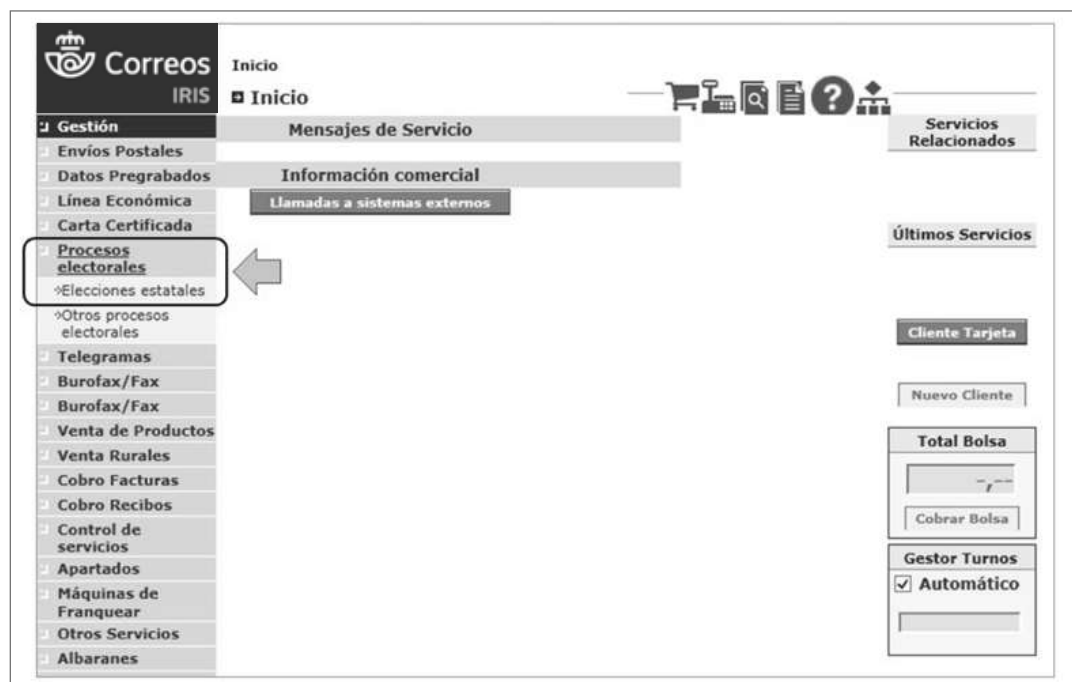 Correos
IRIS
Inicio
Inicio
Gestión
Envíos Postales
Datos Pregrabados
Línea Económica
Carta Certificada
Procesos
electorales
Elecciones estatales
Otros procesos
electorales
Telegramas
Burofax/Fax
Burofax/Fax
Venta de Productos
Venta Rurales
Cobro Facturas
Cobro Recibos
Control de
servicios
Apartados
Máquinas de
Franquear
Otros Servicios
Albaranes
Mensajes de Servicio
Información comercial
Llamadas a sistemas externos
?
Servicios
Relacionados
Últimos Servicios
Cliente Tarjeta
Nuevo Cliente
Total Bolsa
-,--
Cobrar Bolsa
Gestor Turnos
Automático